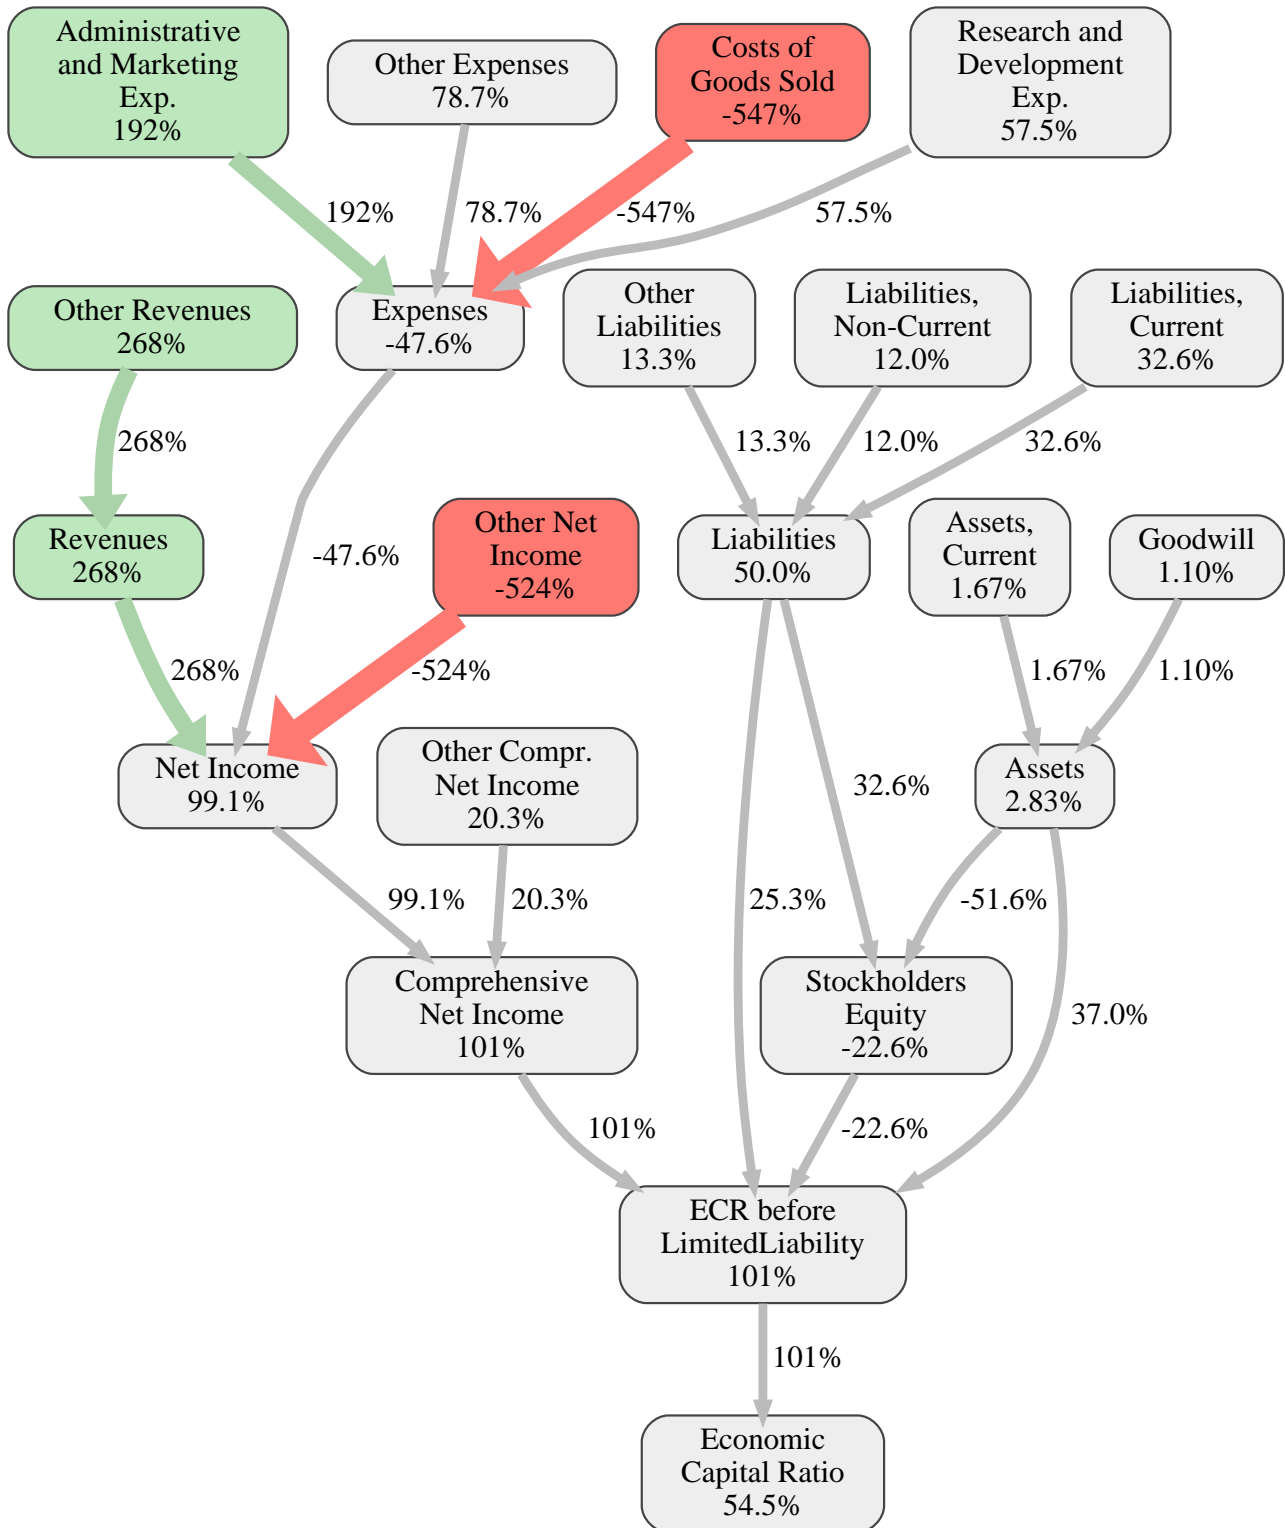 Administrative
and Marketing
Exp.
192%
Other Expenses
78.7%
Costs of
Goods Sold
-547%
Research and
Development
Exp.
57.5%
192%
78.7%
-547%
57.5%
Other Revenues
268%
Expenses
-47.6%
Other
Liabilities
13.3%
Liabilities,
Non-Current
12.0%
Liabilities,
Current
32.6%
268%
13.3%
12.0%
32.6%
Revenues
268%
-47.6%
Other Net
Income
-524%
Liabilities
50.0%
Assets,
Current
1.67%
Goodwill
1.10%
268%
-524%
1.67%
1.10%
Net Income
99.1%
Other Compr.
Net Income
20.3%
32.6%
Assets
2.83%
99.1%
20.3%
25.3%
-51.6%
Comprehensive
Net Income
101%
Stockholders
Equity
-22.6%
37.0%
101%
-22.6%
ECR before
LimitedLiability
101%
101%
Economic
Capital Ratio
54.5%